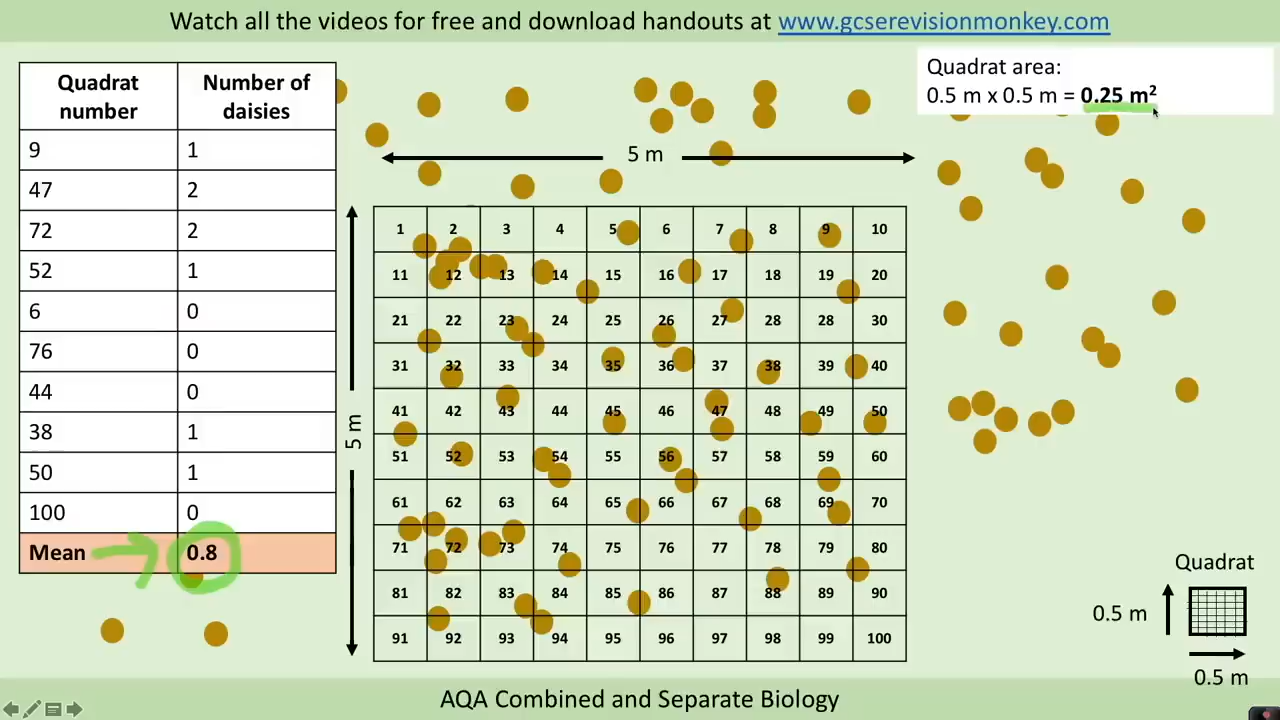 Watch all the videos for free and download handouts at www.gcserevisionmonkey.com
Quadrat number Number of daisies
9 1
47 2
72 2
52 1
6 0
76 0
44 0
38 1
50 1
100 0
Mean 0.8
5 m
5 m
1 2 3 4 5 6 7 8 9 10
11 12 13 14 15 16 17 18 19 20
21 22 23 24 25 26 27 28 28 30
31 32 33 34 35 36 37 38 39 40
41 42 43 44 45 46 47 48 49 50
51 52 53 54 55 56 57 58 59 60
61 62 63 64 65 66 67 68 69 70
71 72 73 74 75 76 77 78 79 80
81 82 83 84 85 86 87 88 89 90
91 92 93 94 95 96 97 98 99 100
Quadrat area:
0.5 m x 0.5 m = 0.25 m²
Quadrat
0.5 m
0.5 m
AQA Combined and Separate Biology